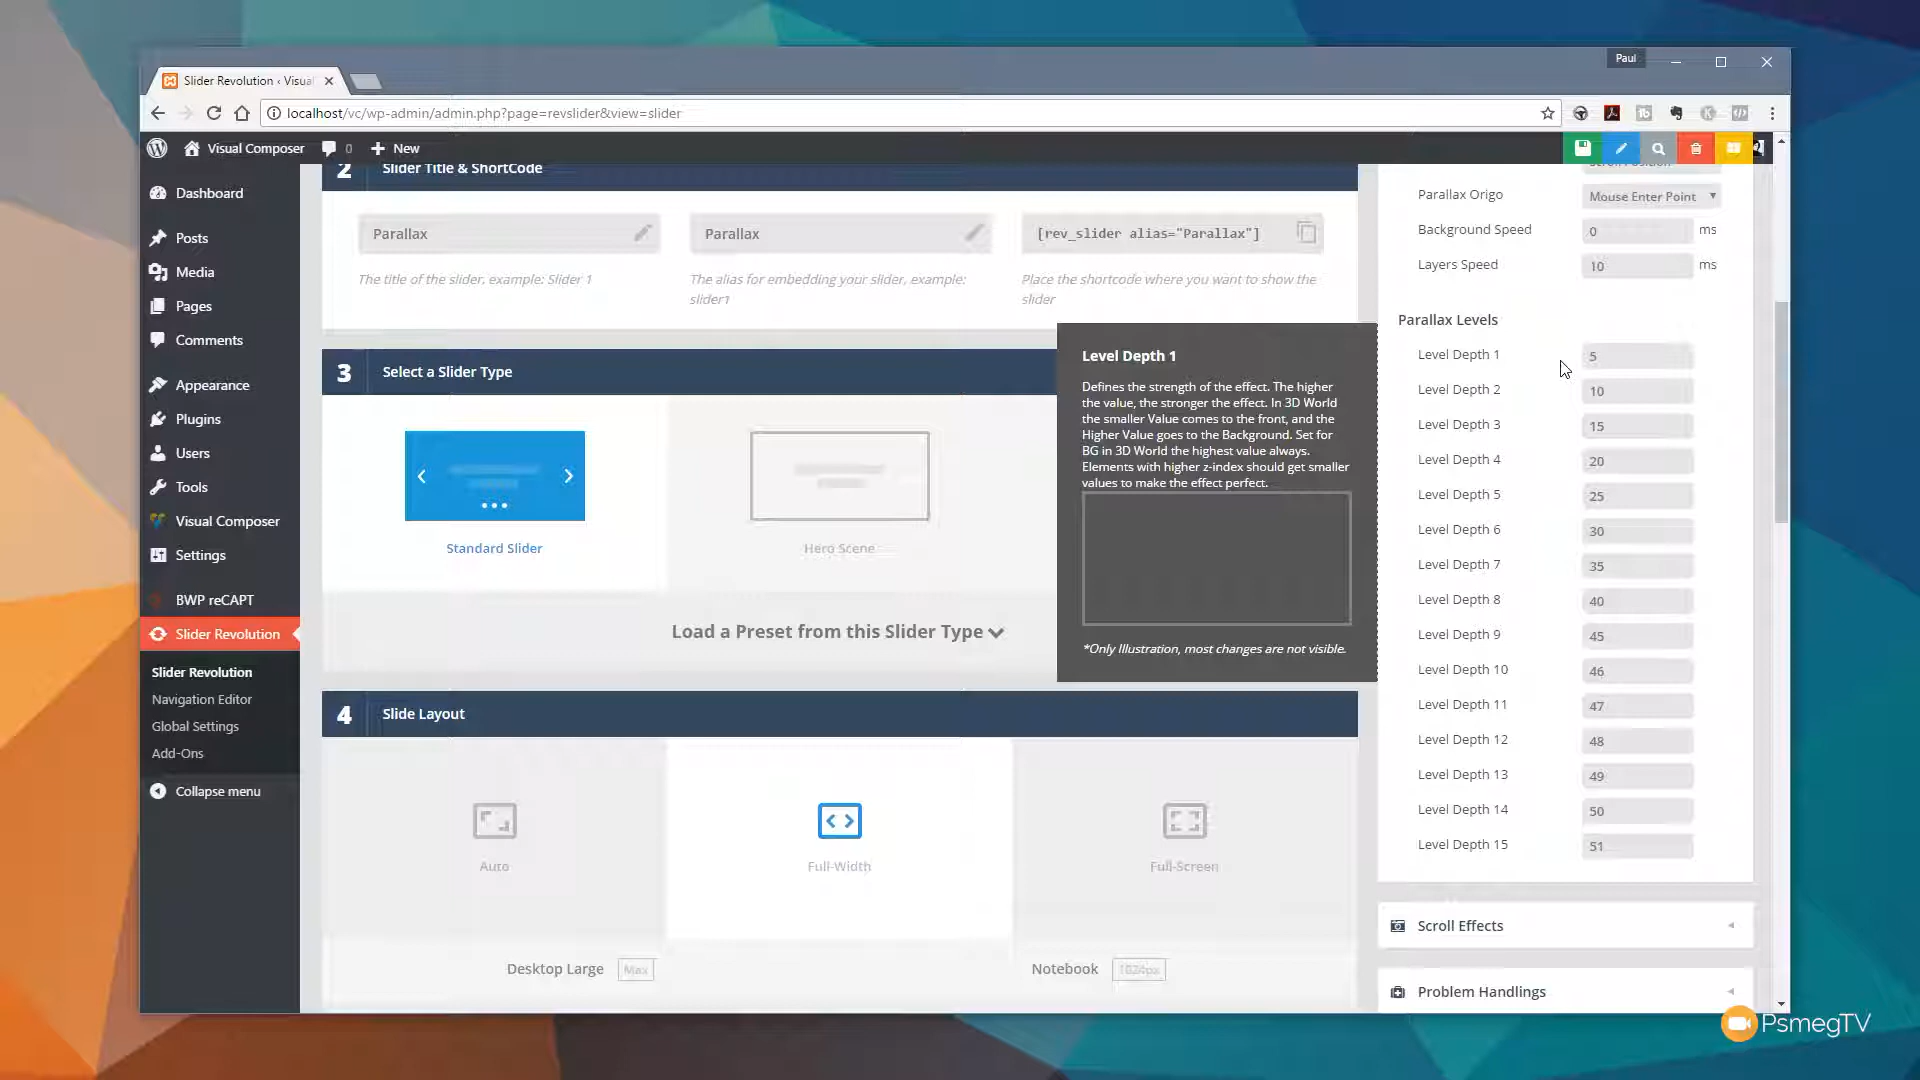 Paul
Slider Revolution ‹ Visual
localhost/vc/wp-admin/admin.php?page=revslider&view=slider
Visual Composer
0
New
Dashboard
Posts
Media
Pages
Comments
Appearance
Plugins
Users
Tools
Visual Composer
Settings
BWP reCAPT
Slider Revolution
Slider Revolution
Navigation Editor
Global Settings
Add-Ons
Collapse menu
2 Slider Title & ShortCode
Parallax
The title of the slider, example: Slider 1
Parallax
The alias for embedding your slider, example:
slider1
[rev_slider alias="Parallax"]
Place the shortcode where you want to show the
slider
3 Select a Slider Type
Standard Slider
Hero Scene
Load a Preset from this Slider Type
Level Depth 1
Defines the strength of the effect. The higher
the value, the stronger the effect. In 3D World
the smaller Value comes to the front, and the
Higher Value goes to the Background. Set for
BG in 3D World the highest value always.
Elements with higher z-index should get smaller
values to make the effect perfect.
*Only Illustration, most changes are not visible.
4 Slide Layout
Auto
Full-Width
Full-Screen
Desktop Large Max
Notebook 1024px
Scroll Position
Parallax Origo Mouse Enter Point
Background Speed 0 ms
Layers Speed 10 ms
Parallax Levels
Level Depth 1 5
Level Depth 2 10
Level Depth 3 15
Level Depth 4 20
Level Depth 5 25
Level Depth 6 30
Level Depth 7 35
Level Depth 8 40
Level Depth 9 45
Level Depth 10 46
Level Depth 11 47
Level Depth 12 48
Level Depth 13 49
Level Depth 14 50
Level Depth 15 51
Scroll Effects
Problem Handlings
PsmegTV